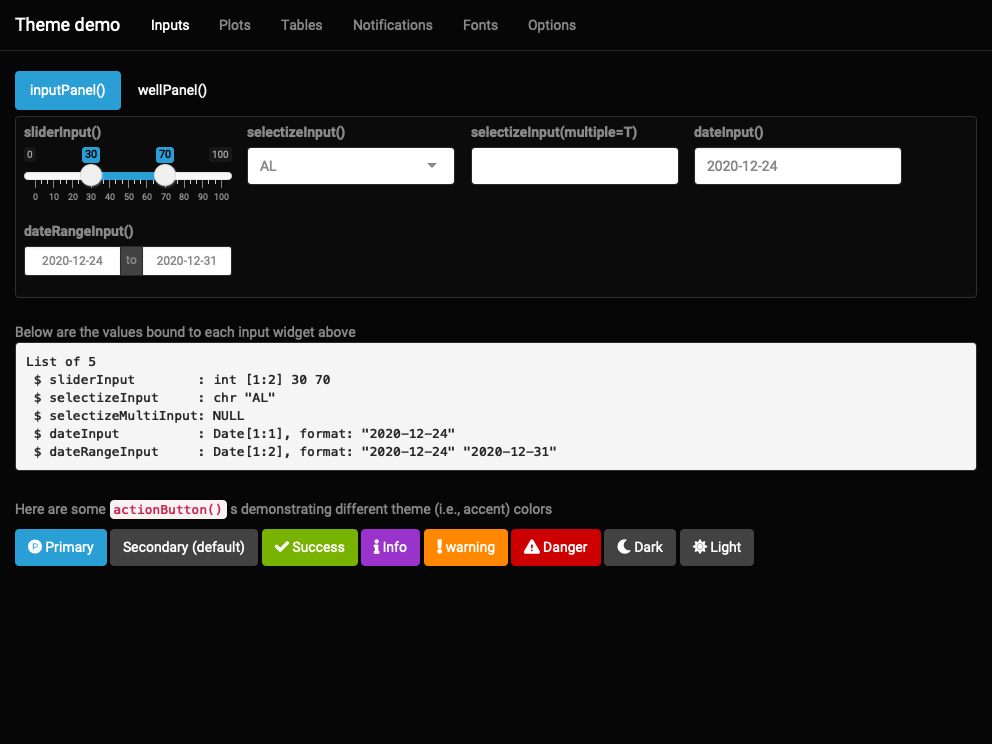 Theme demo Inputs Plots Tables Notifications Fonts Options
inputPanel() wellPanel()
sliderInput() selectizeInput() selectizeInput(multiple=T) dateInput()
0 30 70 100
AL 2020-12-24
0 10 20 30 40 50 60 70 80 90 100
dateRangeInput()
2020-12-24 to 2020-12-31
Below are the values bound to each input widget above
List of 5
$ sliderInput : int [1:2] 30 70
$ selectizeInput : chr "AL"
$ selectizeMultiInput: NULL
$ dateInput : Date[1:1], format: "2020-12-24"
$ dateRangeInput : Date[1:2], format: "2020-12-24" "2020-12-31"
Here are some actionButton() s demonstrating different theme (i.e., accent) colors
Primary Secondary (default) Success Info warning Danger Dark Light